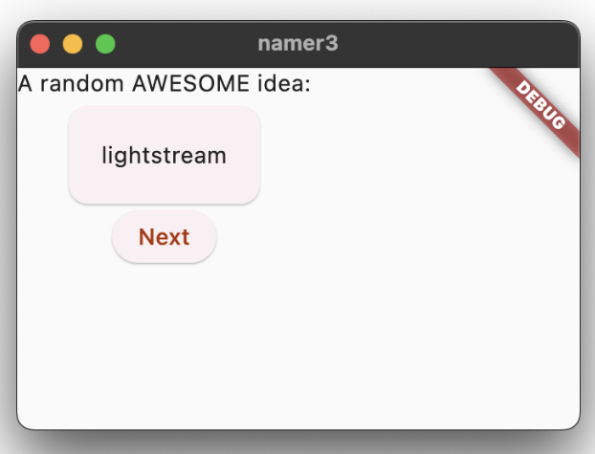 namer3
A random AWESOME idea:
DEBUG
lightstream
Next